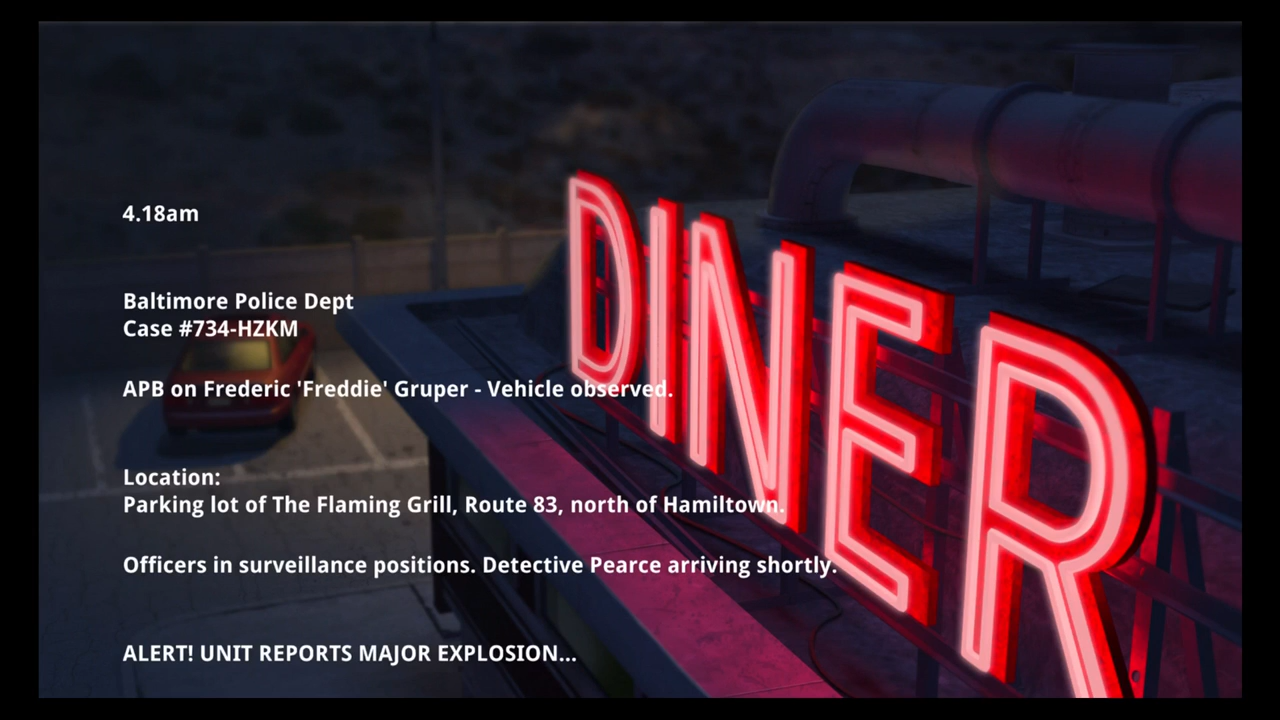 4.18am
Baltimore Police Dept
Case #734-HZKM
APB on Frederic 'Freddie' Gruper - Vehicle observed.
Location:
Parking lot of The Flaming Grill, Route 83, north of Hamiltown.
Officers in surveillance positions. Detective Pearce arriving shortly.
ALERT! UNIT REPORTS MAJOR EXPLOSION...
DINER